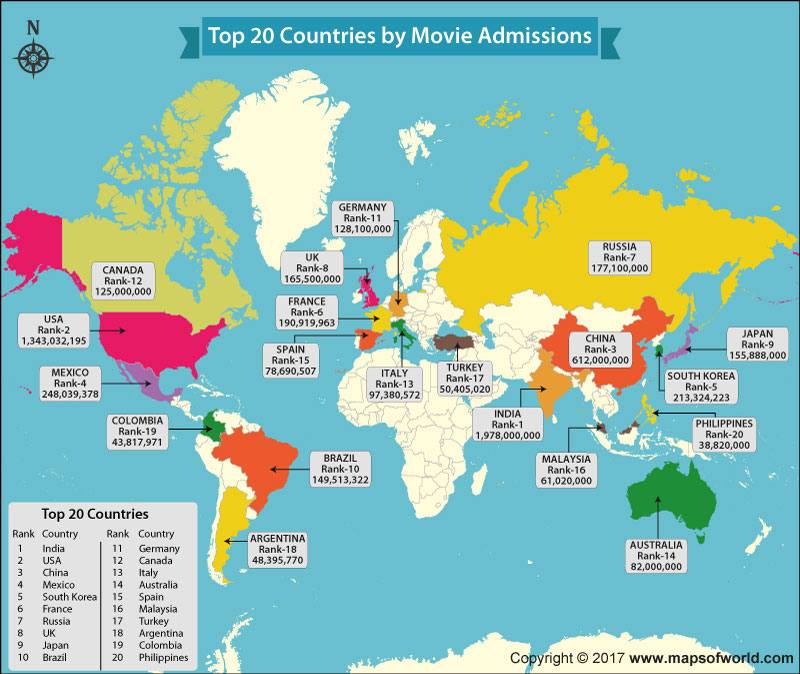 Top 20 Countries by Movie Admissions
N
GERMANY
Rank-11
128,100,000
RUSSIA
Rank-7
177,100,000
UK
Rank-8
165,500,000
CANADA
Rank-12
125,000,000
FRANCE
Rank-6
190,919,963
USA
Rank-2
1,343,032,195
CHINA
Rank-3
612,000,000
JAPAN
Rank-9
155,888,000
SPAIN
Rank-15
78,690,507
MEXICO
Rank-4
248,039,378
ITALY
Rank-13
97,380,572
TURKEY
Rank-17
50,405,020
SOUTH KOREA
Rank-5
213,324,223
INDIA
Rank-1
1,978,000,000
COLOMBIA
Rank-19
43,817,971
PHILIPPINES
Rank-20
38,820,000
BRAZIL
Rank-10
149,513,322
MALAYSIA
Rank-16
61,020,000
ARGENTINA
Rank-18
48,395,770
AUSTRALIA
Rank-14
82,000,000
Top 20 Countries
Rank Country Rank Country
1 India 11 Germany
2 USA 12 Canada
3 China 13 Italy
4 Mexico 14 Australia
5 South Korea 15 Spain
6 France 16 Malaysia
7 Russia 17 Turkey
8 UK 18 Argentina
9 Japan 19 Colombia
10 Brazil 20 Philippines
Copyright © 2017 www.mapsofworld.com